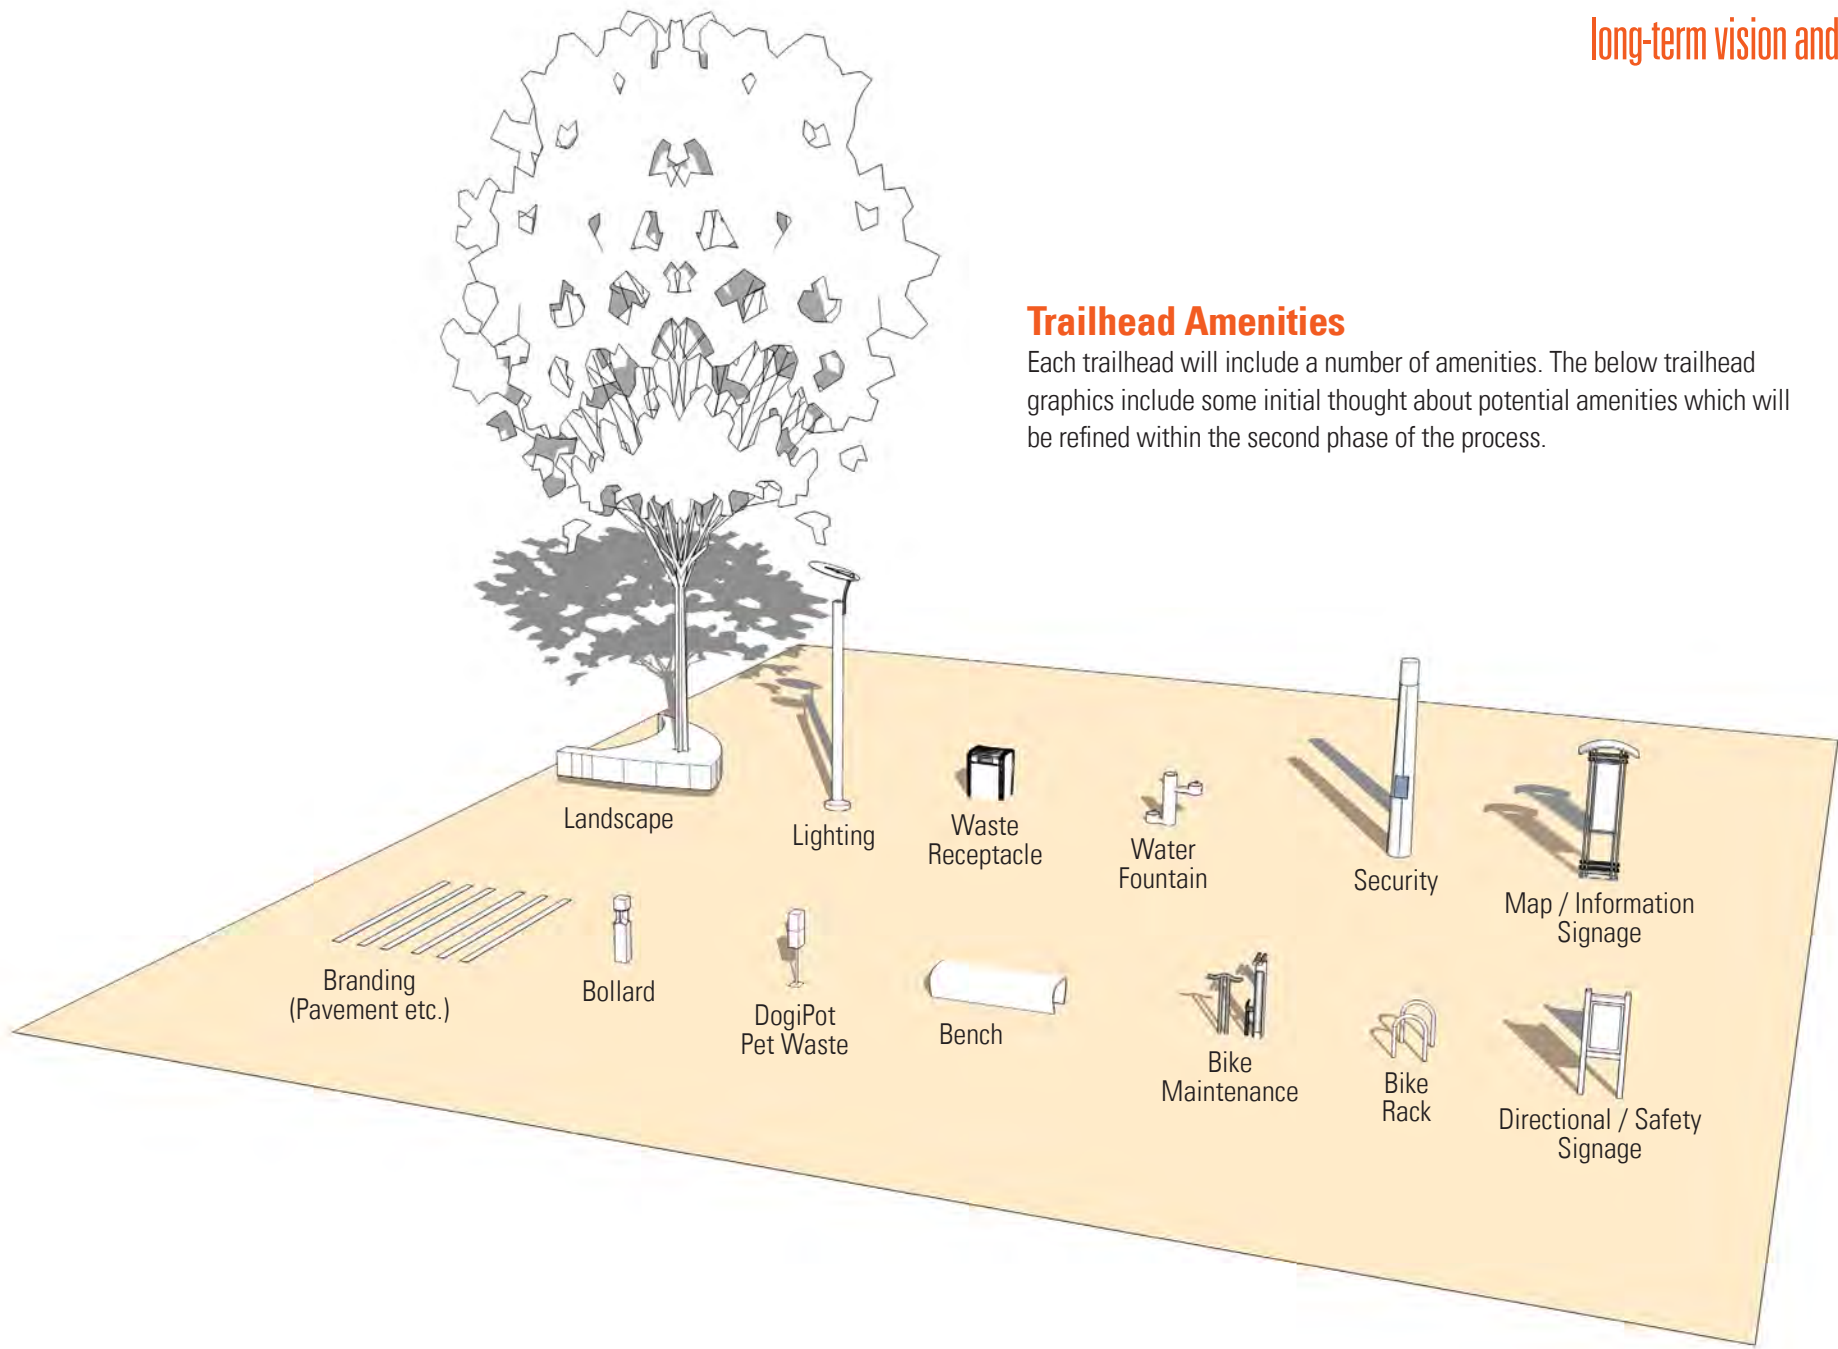 long-term vision and
Trailhead Amenities
Each trailhead will include a number of amenities. The below trailhead
graphics include some initial thought about potential amenities which will
be refined within the second phase of the process.
Landscape
Lighting
Waste
Receptacle
Water
Fountain
Security
Map / Information
Signage
Branding
(Pavement etc.)
Bollard
DogiPot
Pet Waste
Bench
Bike
Maintenance
Bike
Rack
Directional / Safety
Signage